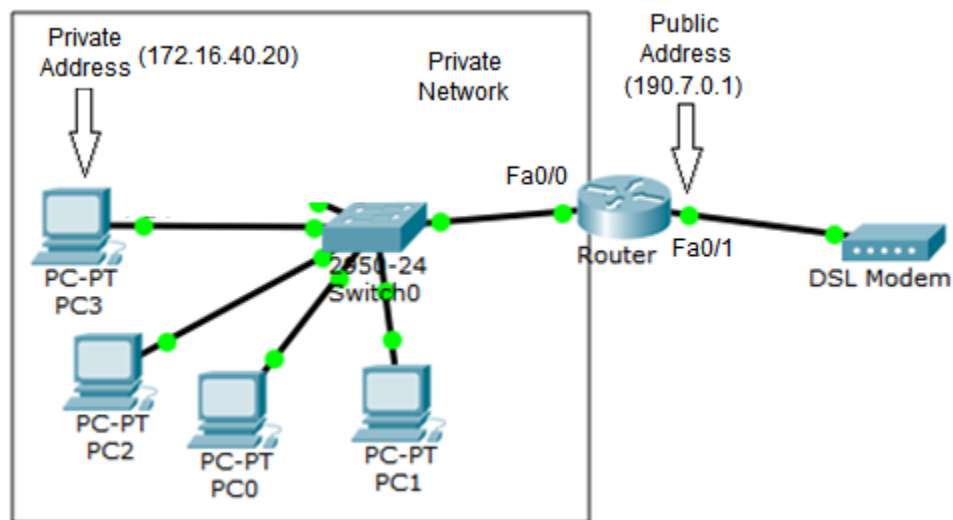 Private
Address (172.16.40.20)
Private
Network
Public
Address
(190.7.0.1)
Fa0/0
Fa0/1
Router
DSL Modem
2950-24
Switch0
PC-PT
PC3
PC-PT
PC2
PC-PT
PC0
PC-PT
PC1